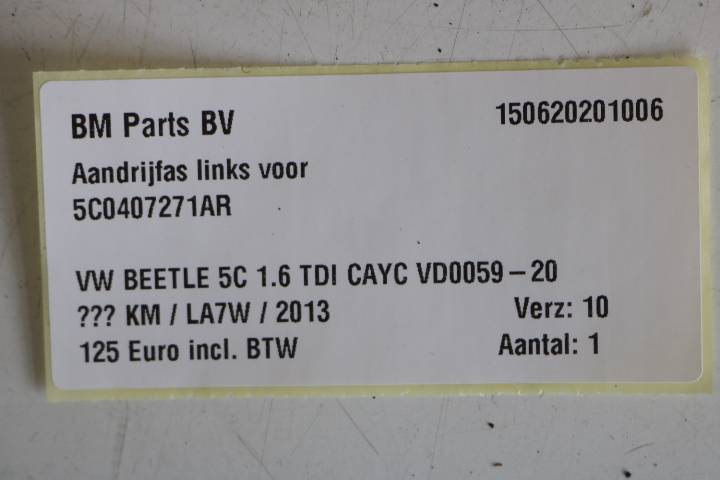 BM Parts BV 150620201006
Aandrijfas links voor
5C0407271AR
VW BEETLE 5C 1.6 TDI CAYC VD0059 – 20
??? KM / LA7W / 2013 Verz: 10
125 Euro incl. BTW Aantal: 1